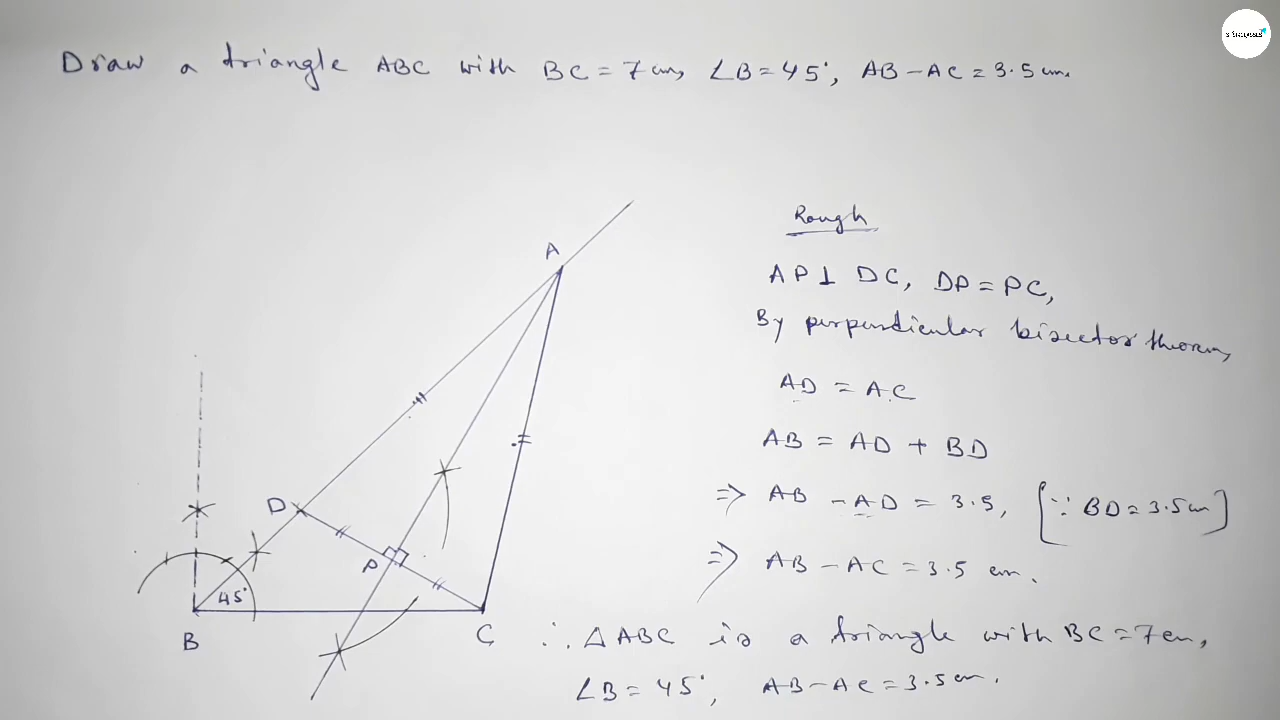 Draw a triangle ABC with BC = 7 cm, ∠B = 45°, AB - AC = 3.5 cm.
Rough
AP ⊥ DC, DP = PC,
By perpendicular bisector theorem,
AD = AC
AB = AD + BD
⇒ AB - AD = 3.5, [∵ BD = 3.5 cm]
⇒ AB - AC = 3.5 cm.
∴ △ABC is a triangle with BC = 7 cm,
∠B = 45°, AB - AC = 3.5 cm.
A
D
P
45°
B
C